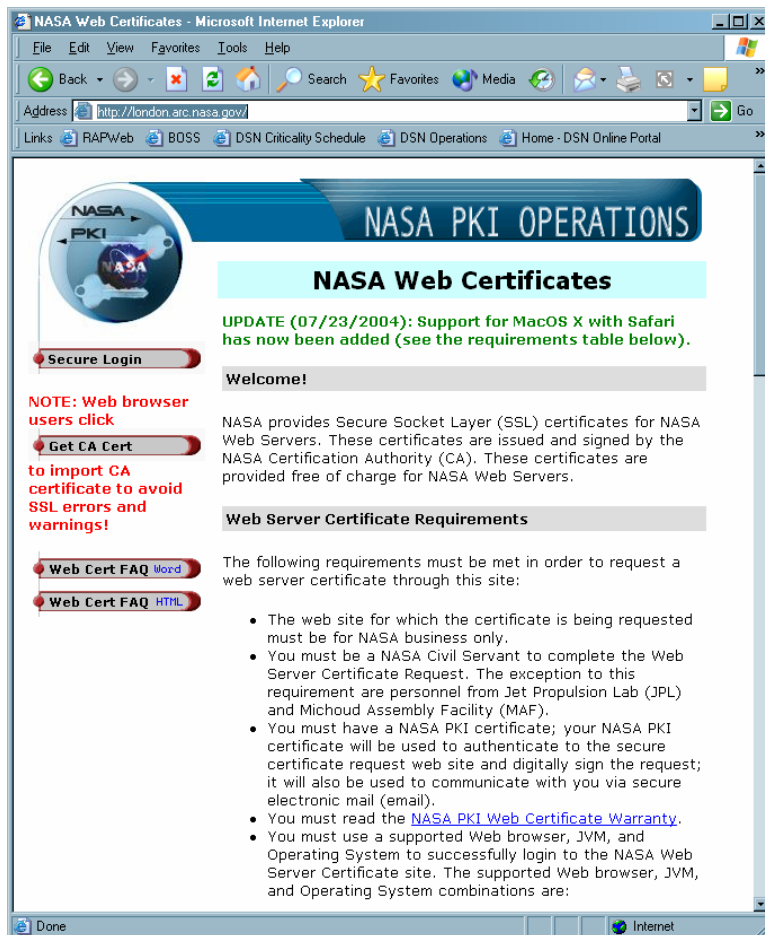 NASA Web Certificates - Microsoft Internet Explorer
File Edit View Favorites Tools Help
Back Search Favorites Media
Address http://london.arc.nasa.gov/ Go
Links RAPWeb BOSS DSN Criticality Schedule DSN Operations Home - DSN Online Portal
NASA
PKI
NASA
NASA PKI OPERATIONS
NASA Web Certificates
UPDATE (07/23/2004): Support for MacOS X with Safari
has now been added (see the requirements table below).
Secure Login
NOTE: Web browser
users click
Get CA Cert
to import CA
certificate to avoid
SSL errors and
warnings!
Web Cert FAQ Word
Web Cert FAQ HTML
Welcome!
NASA provides Secure Socket Layer (SSL) certificates for NASA
Web Servers. These certificates are issued and signed by the
NASA Certification Authority (CA). These certificates are
provided free of charge for NASA Web Servers.
Web Server Certificate Requirements
The following requirements must be met in order to request a
web server certificate through this site:
• The web site for which the certificate is being requested
must be for NASA business only.
• You must be a NASA Civil Servant to complete the Web
Server Certificate Request. The exception to this
requirement are personnel from Jet Propulsion Lab (JPL)
and Michoud Assembly Facility (MAF).
• You must have a NASA PKI certificate; your NASA PKI
certificate will be used to authenticate to the secure
certificate request web site and digitally sign the request;
it will also be used to communicate with you via secure
electronic mail (email).
• You must read the NASA PKI Web Certificate Warranty.
• You must use a supported Web browser, JVM, and
Operating System to successfully login to the NASA Web
Server Certificate site. The supported Web browser, JVM,
and Operating System combinations are:
Done Internet